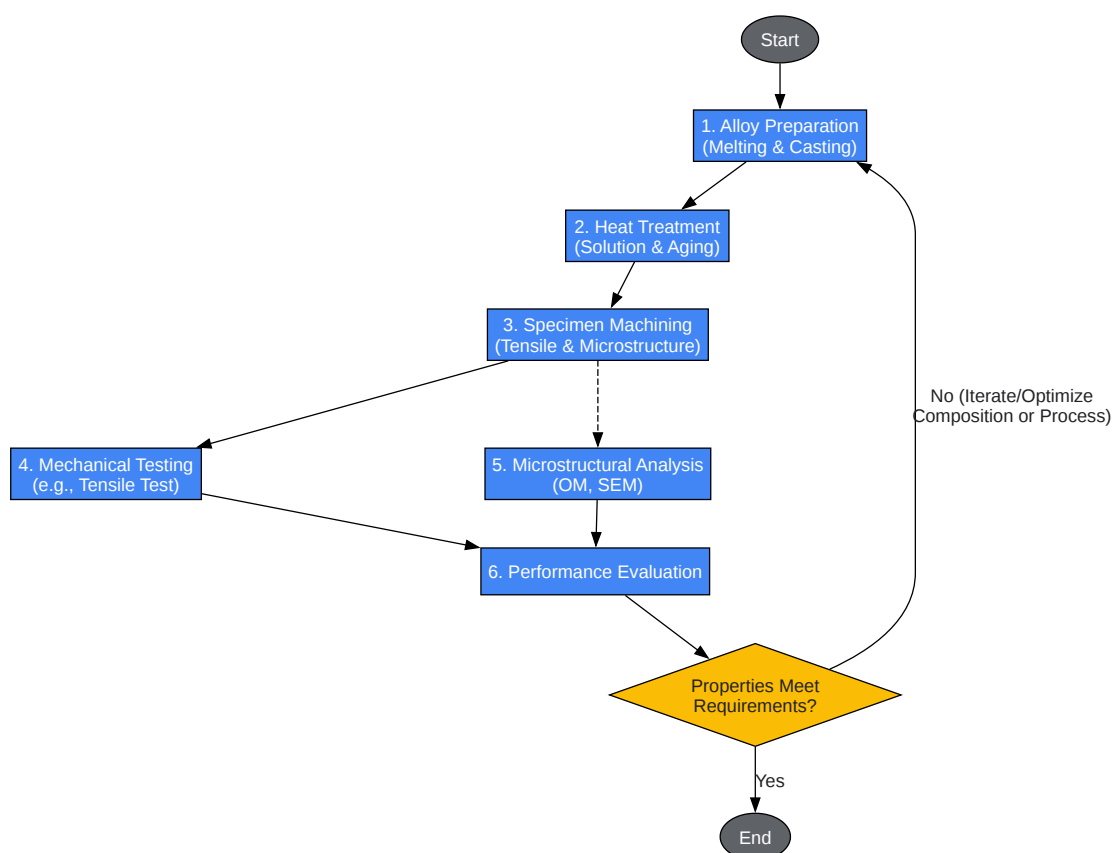 Start
1. Alloy Preparation
(Melting & Casting)
2. Heat Treatment
(Solution & Aging)
3. Specimen Machining
(Tensile & Microstructure)
No (Iterate/Optimize
Composition or Process)
4. Mechanical Testing
(e.g., Tensile Test)
5. Microstructural Analysis
(OM, SEM)
6. Performance Evaluation
Properties Meet
Requirements?
Yes
End